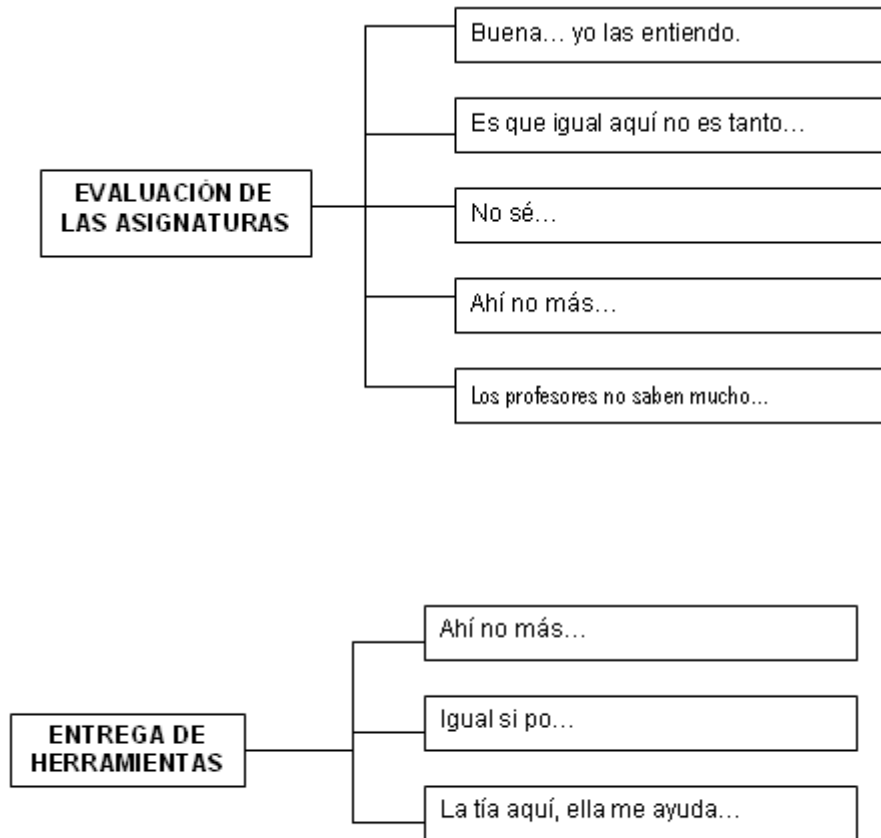 Buena… yo las entiendo.
Es que igual aquí no es tanto…
EVALUACIÓN DE
LAS ASIGNATURAS
No sé…
Ahí no más…
Los profesores no saben mucho…
Ahí no más…
Igual si po…
ENTREGA DE
HERRAMIENTAS
La tía aquí, ella me ayuda…